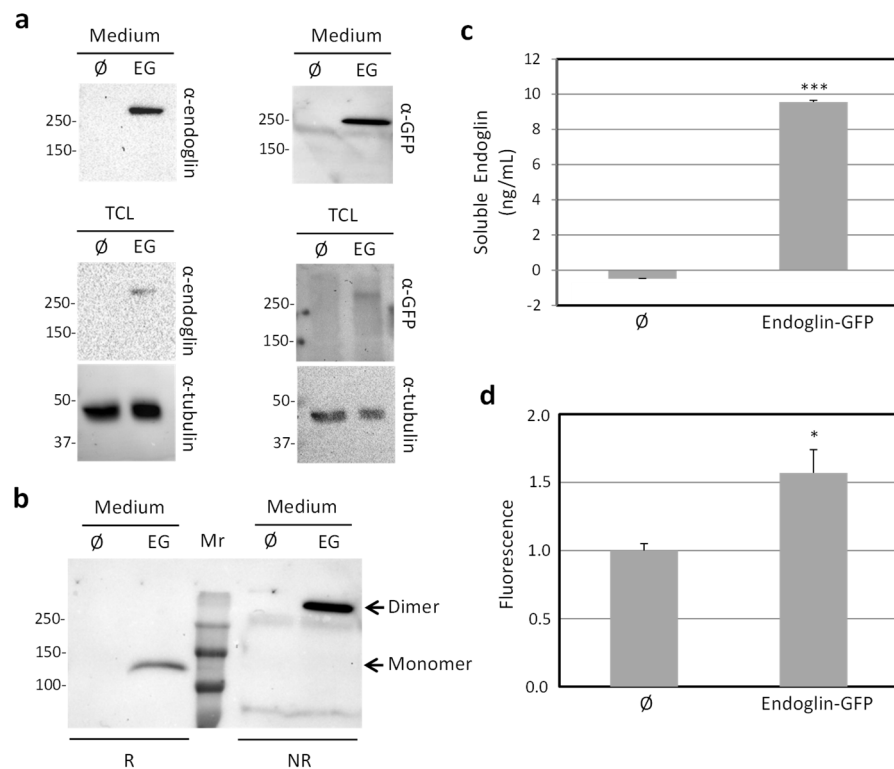 a
Medium
Ø EG
250-
150-
α-endoglin
Medium
Ø EG
250-
150-
α-GFP
TCL
Ø EG
250-
150-
α-endoglin
50-
37-
α-tubulin
TCL
Ø EG
250-
150-
α-GFP
50-
37-
α-tubulin
b
Medium
Ø EG
Mr
Medium
Ø EG
250-
150-
100-
Dimer
Monomer
R
NR
c
Soluble Endoglin
(ng/mL)
12
10
8
6
4
2
0
-2
***
Ø
Endoglin-GFP
d
Fluorescence
2.0
1.5
1.0
0.5
0.0
*
Ø
Endoglin-GFP